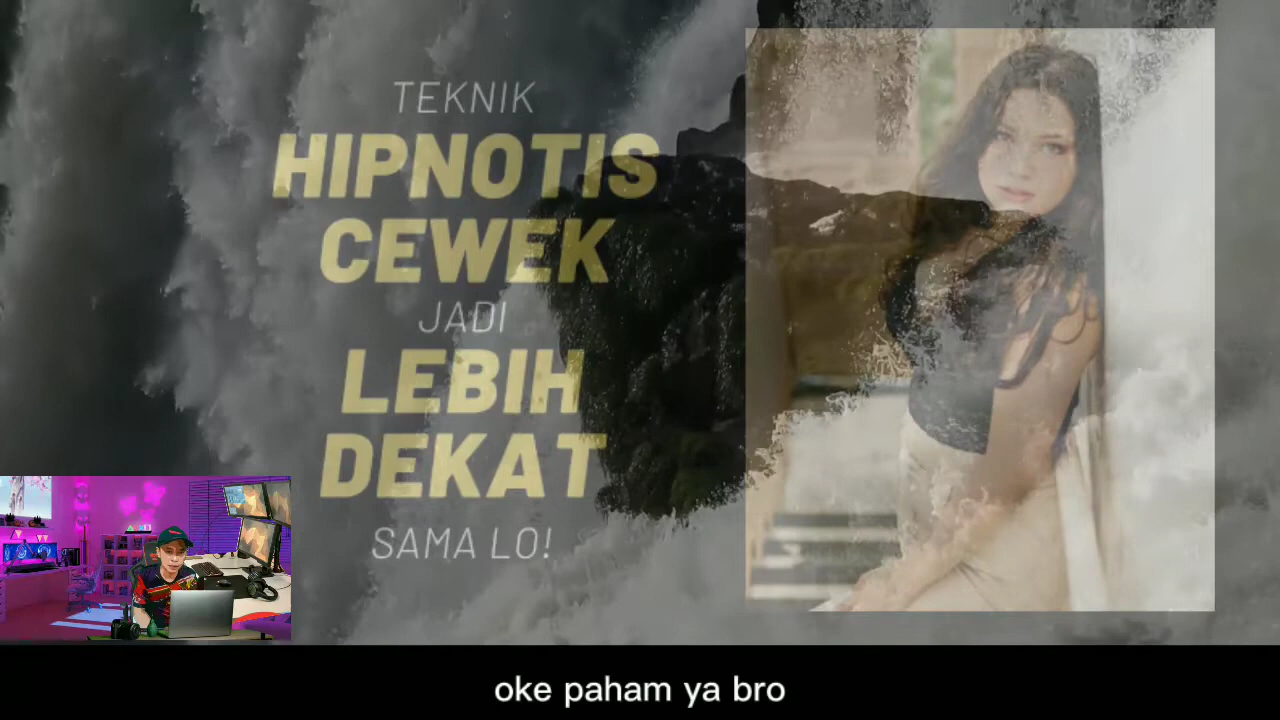 TEKNIK
HIPNOTIS
CEWEK
JADI
LEBIH
DEKAT
SAMA LO!
oke paham ya bro